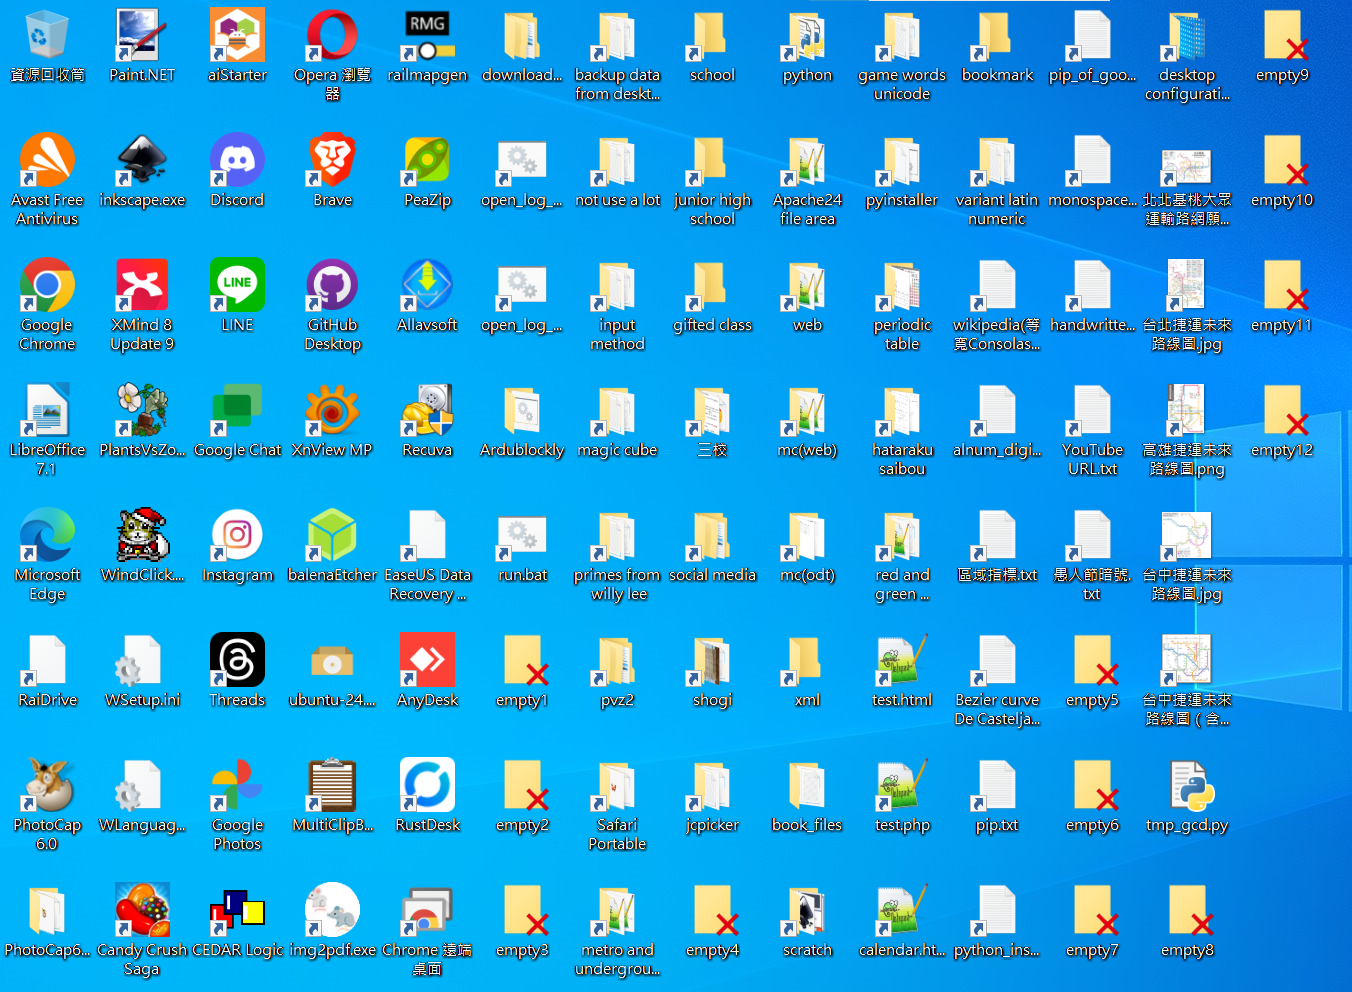 資源回收筒
Paint.NET
aiStarter
Opera 瀏覽
器
RMG
railmapgen
download...
backup data
from deskt...
school
python
game words
unicode
bookmark
pip_of_goo...
desktop
configurati...
empty9
Avast Free
Antivirus
inkscape.exe
Discord
Brave
PeaZip
open_log_...
not use a lot
junior high
school
Apache24
file area
pyinstaller
variant latin
numeric
monospace...
北北基桃大眾
運輸路網願...
empty10
Google
Chrome
XMind 8
Update 9
LINE
LINE
GitHub
Desktop
Allavsoft
open_log_...
input
method
gifted class
web
periodic
table
wikipedia(等
寬Consolas...
handwritte...
台北捷運未來
路線圖.jpg
empty11
LibreOffice
7.1
PlantsVsZo...
Google Chat
XnView MP
Recuva
Ardublockly
magic cube
三校
mc(web)
hataraku
saibou
alnum_digi...
YouTube
URL.txt
高雄捷運未來
路線圖.png
empty12
Microsoft
Edge
WindClick...
Instagram
balenaEtcher
EaseUS Data
Recovery ...
run.bat
primes from
willy lee
social media
mc(odt)
red and
green ...
區域指標.txt
愚人節暗號.
txt
台中捷運未來
路線圖.jpg
RaiDrive
WSetup.ini
Threads
ubuntu-24....
AnyDesk
empty1
pvz2
shogi
xml
test.html
Bezier curve
De Castelja...
empty5
台中捷運未來
路線圖（含...
PhotoCap
6.0
WLanguag...
Google
Photos
MultiClipB...
RustDesk
empty2
Safari
Portable
jcpicker
book_files
test.php
pip.txt
empty6
tmp_gcd.py
PhotoCap6...
Candy Crush
Saga
CEDAR Logic
img2pdf.exe
Chrome 遠端
桌面
empty3
metro and
undergrou...
empty4
scratch
calendar.ht...
python_ins...
empty7
empty8